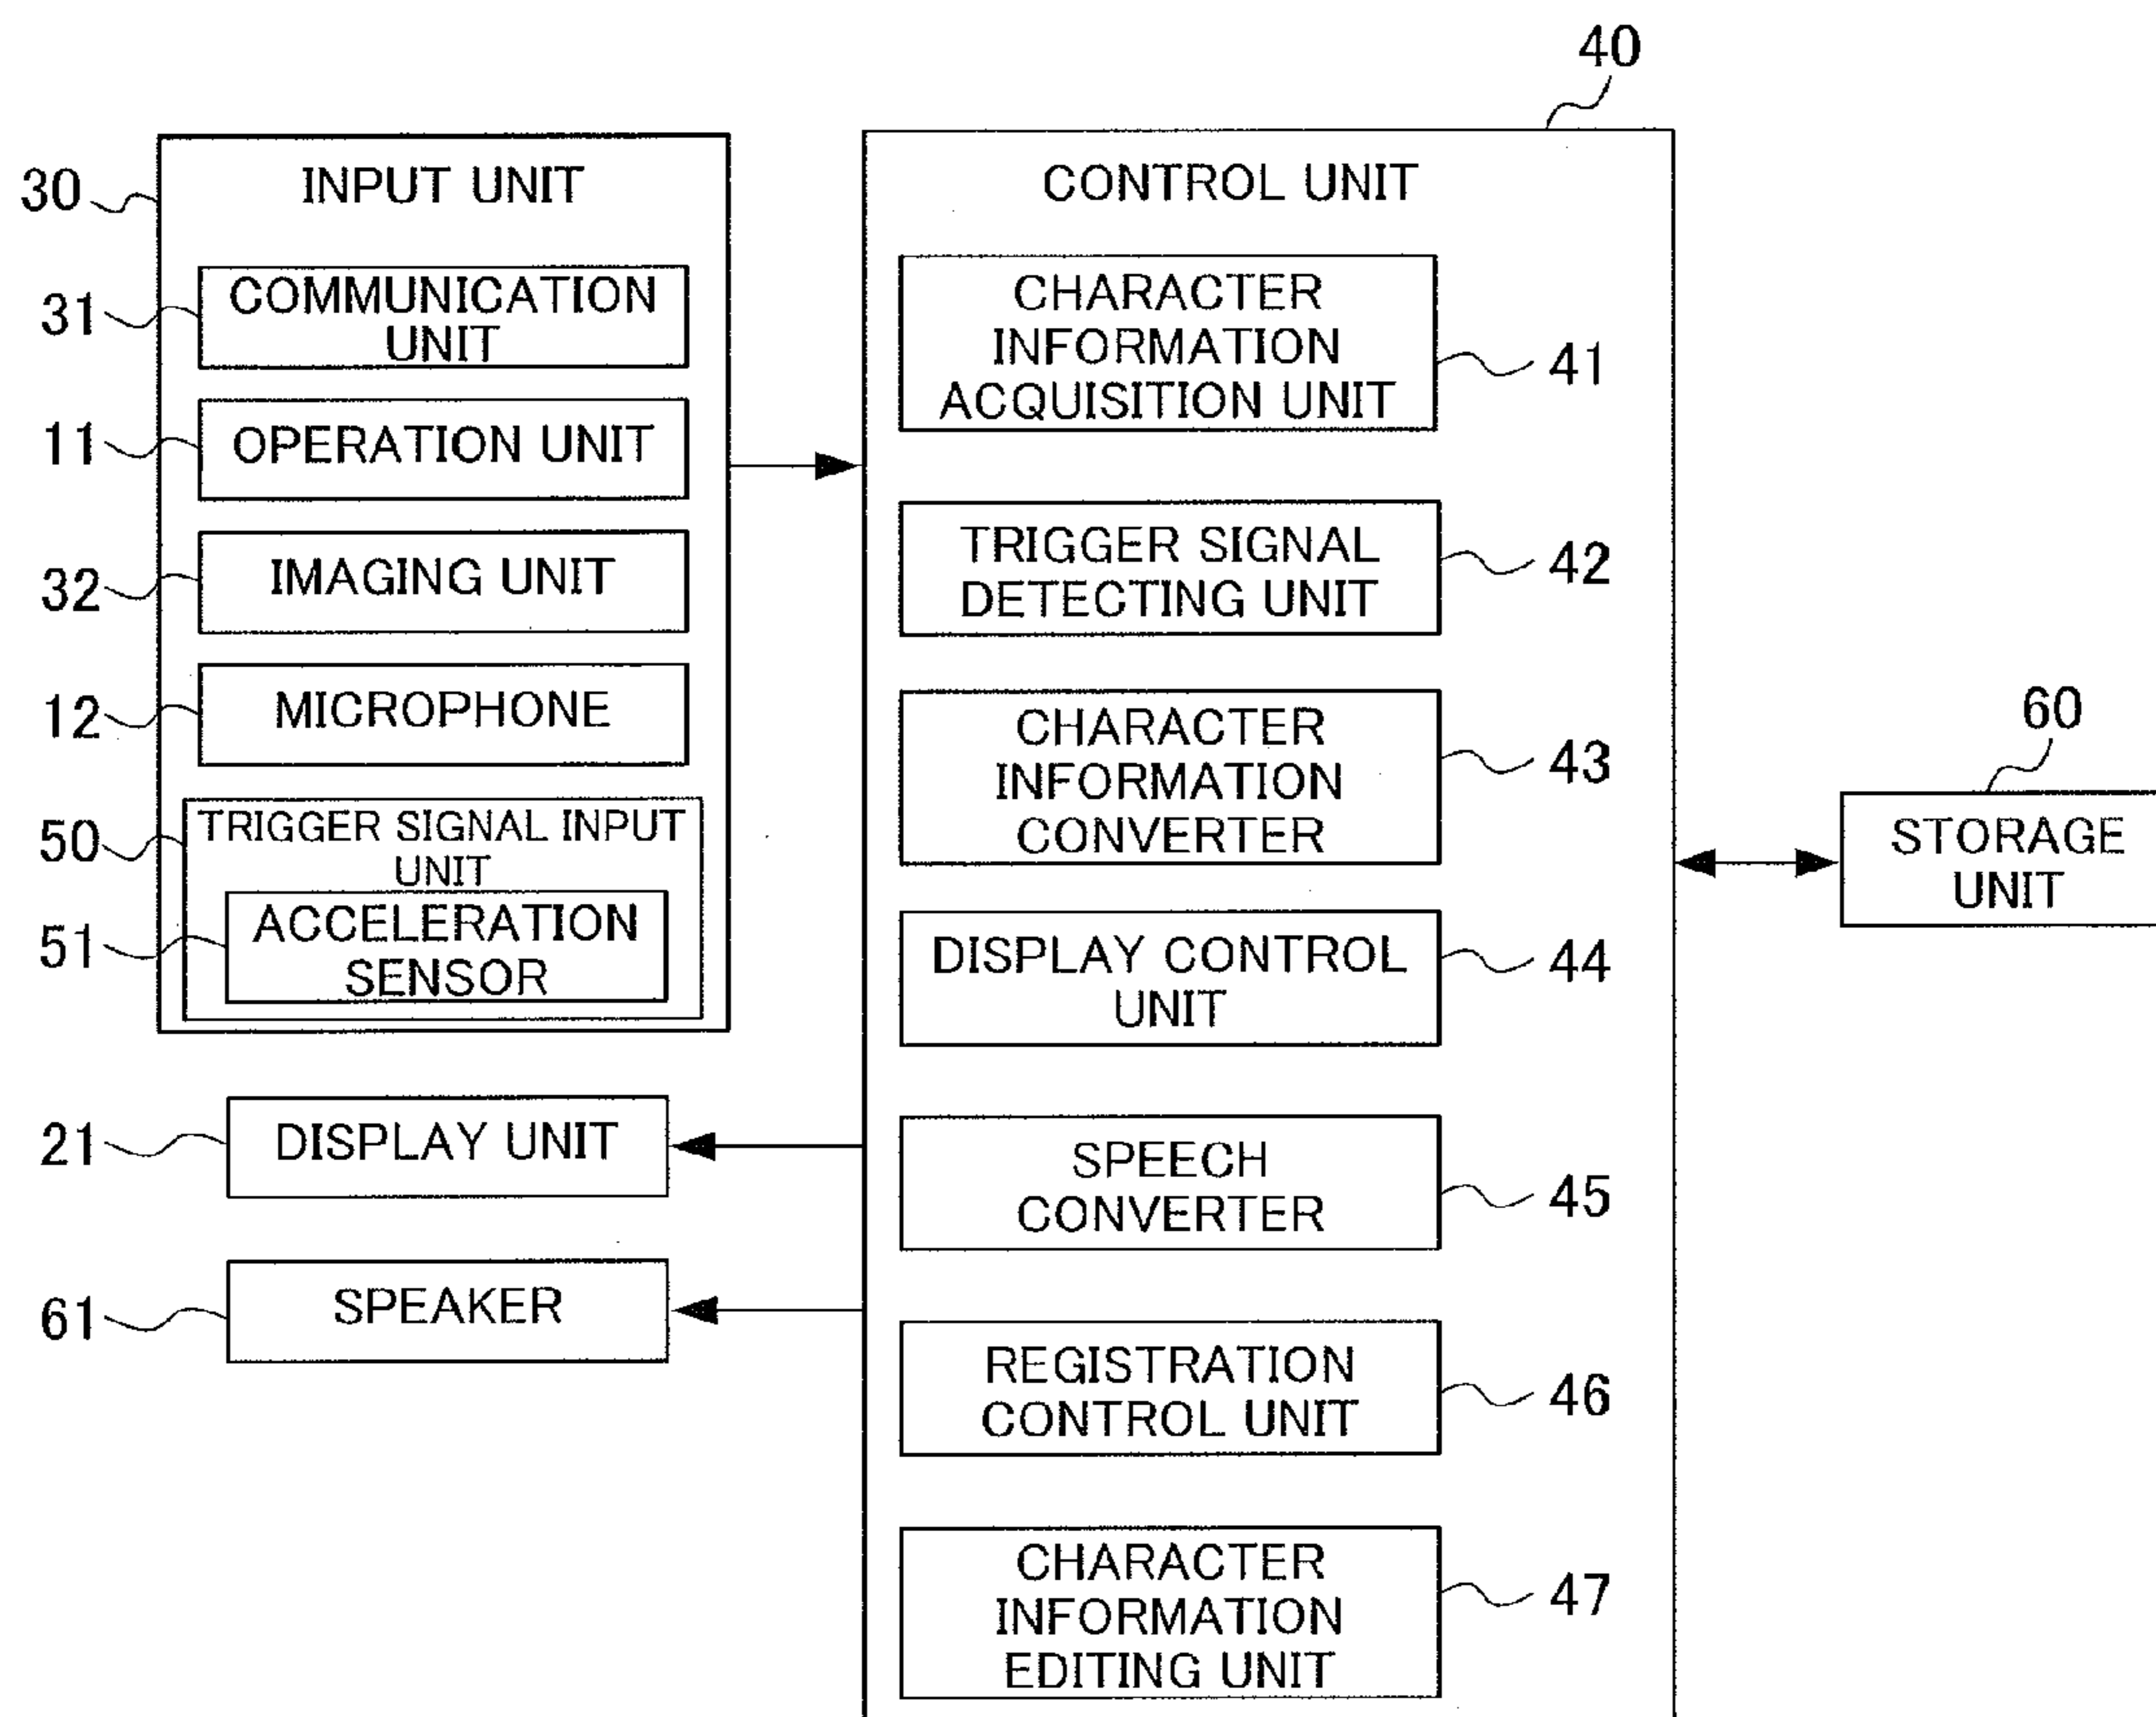 40
30
INPUT UNIT
31
COMMUNICATION
UNIT
11
OPERATION UNIT
32
IMAGING UNIT
12
MICROPHONE
50
TRIGGER SIGNAL INPUT
UNIT
51
ACCELERATION
SENSOR
21
DISPLAY UNIT
61
SPEAKER
CONTROL UNIT
CHARACTER
INFORMATION
ACQUISITION UNIT
41
TRIGGER SIGNAL
DETECTING UNIT
42
CHARACTER
INFORMATION
CONVERTER
43
DISPLAY CONTROL
UNIT
44
SPEECH
CONVERTER
45
REGISTRATION
CONTROL UNIT
46
CHARACTER
INFORMATION
EDITING UNIT
47
60
STORAGE
UNIT